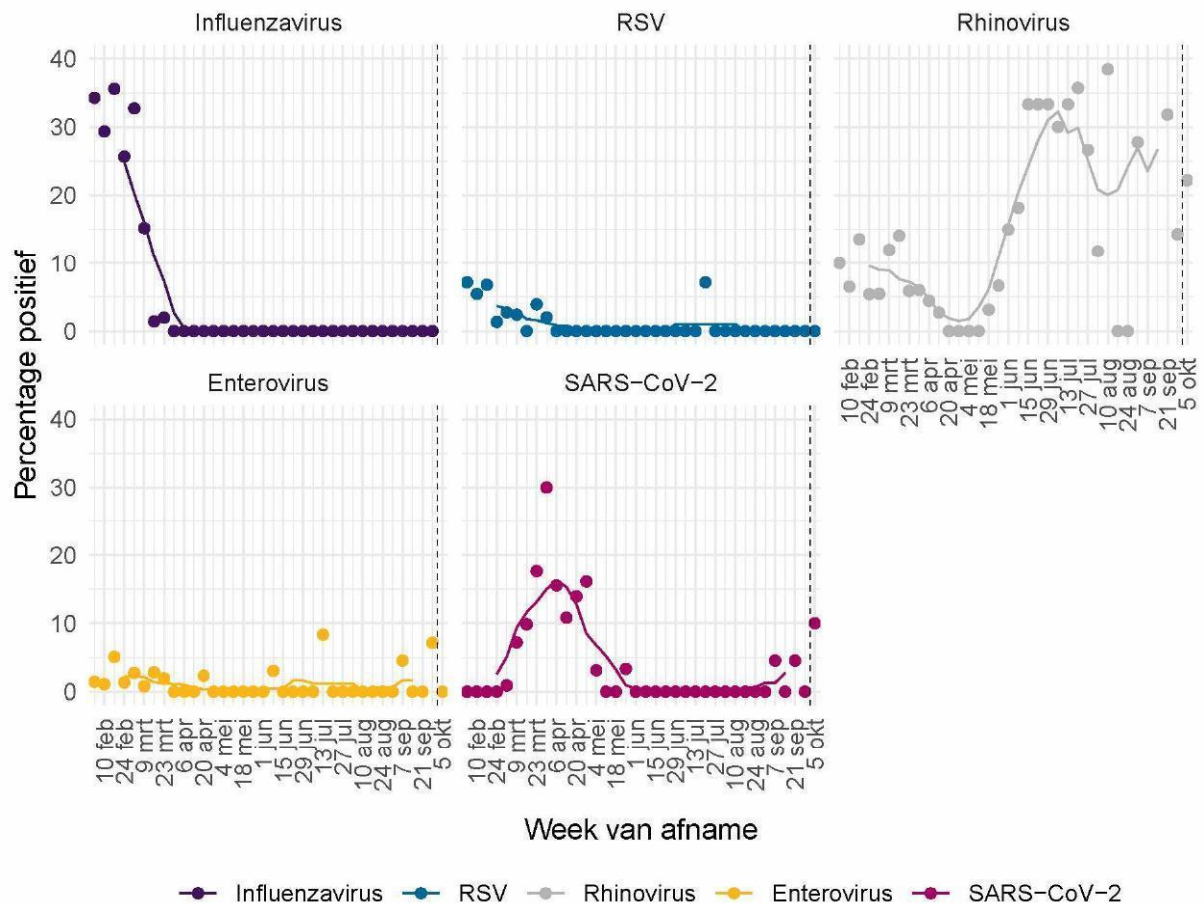 Influenzavirus
RSV
Rhinovirus
40
30
20
10
0
Percentage positief
10 feb
24 feb
9 mrt
23 mrt
6 apr
20 apr
4 mei
18 mei
1 jun
15 jun
29 jun
13 jul
27 jul
10 aug
24 aug
7 sep
21 sep
5 okt
Enterovirus
SARS−CoV−2
40
30
20
10
0
10 feb
24 feb
9 mrt
23 mrt
6 apr
20 apr
4 mei
18 mei
1 jun
15 jun
29 jun
13 jul
27 jul
10 aug
24 aug
7 sep
21 sep
5 okt
10 feb
24 feb
9 mrt
23 mrt
6 apr
20 apr
4 mei
18 mei
1 jun
15 jun
29 jun
13 jul
27 jul
10 aug
24 aug
7 sep
21 sep
5 okt
Week van afname
Influenzavirus RSV Rhinovirus Enterovirus SARS−CoV−2